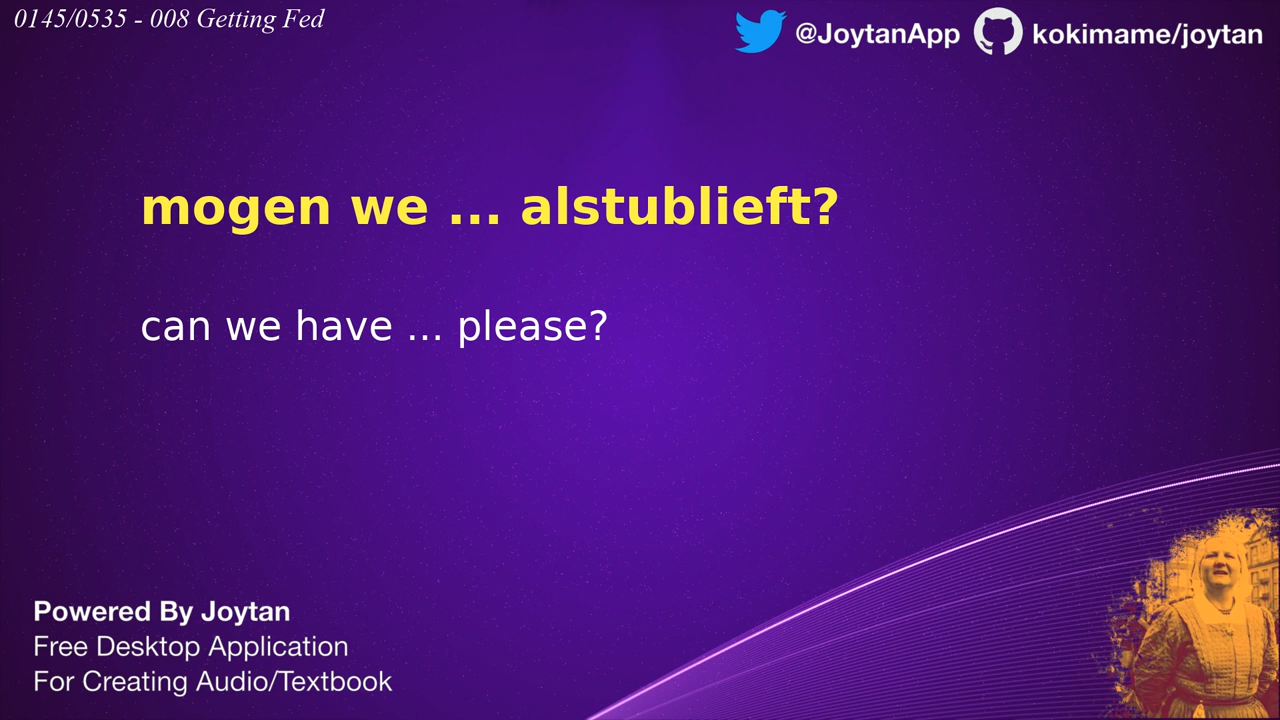 0145/0535 - 008 Getting Fed
@JoytanApp kokimame/joytan
mogen we ... alstublieft?
can we have ... please?
Powered By Joytan
Free Desktop Application
For Creating Audio/Textbook